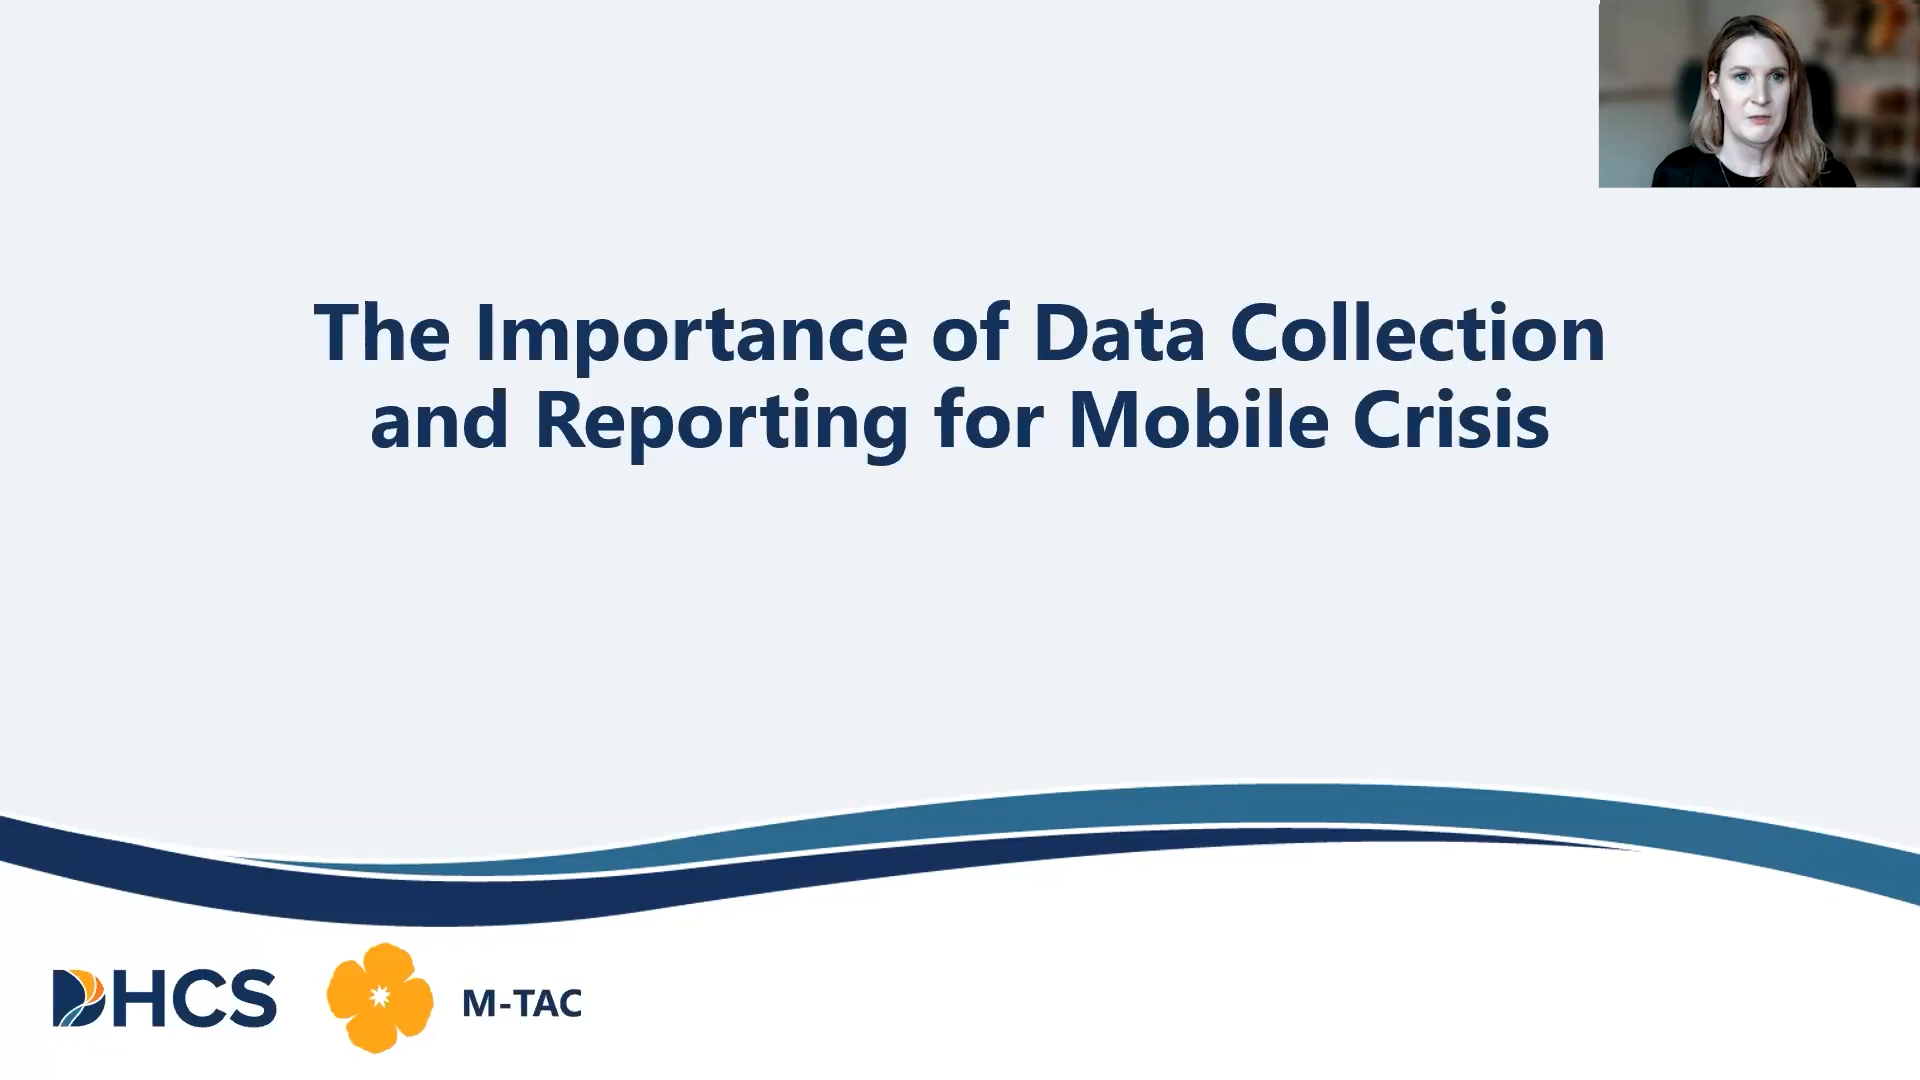 The Importance of Data Collection
and Reporting for Mobile Crisis
DHCS
M-TAC